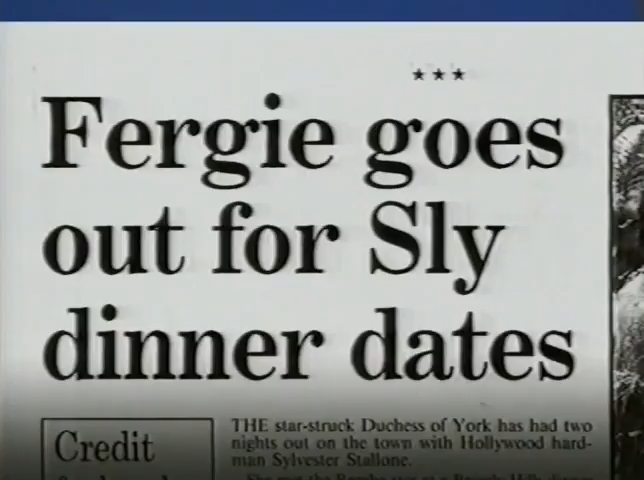 ***
Fergie goes
out for Sly
dinner dates
Credit
THE star-struck Duchess of York has had two
nights out on the town with Hollywood hard-
man Sylvester Stallone.